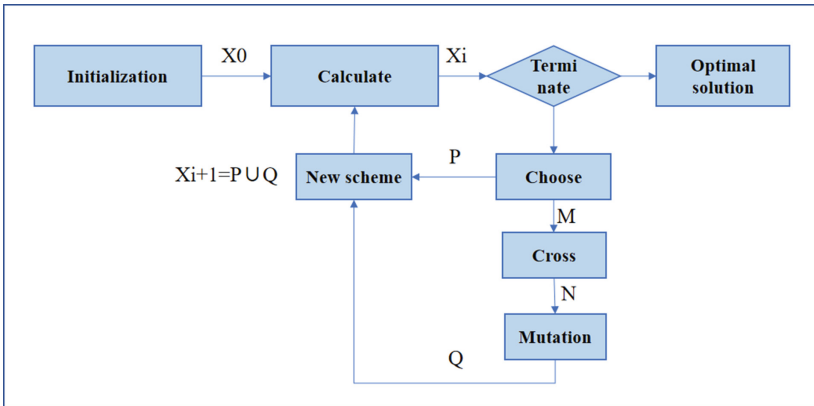 Initialization
X0
Calculate
Xi
Termi
nate
Optimal
solution
Xi+1=P∪Q
New scheme
P
Choose
M
Cross
N
Mutation
Q